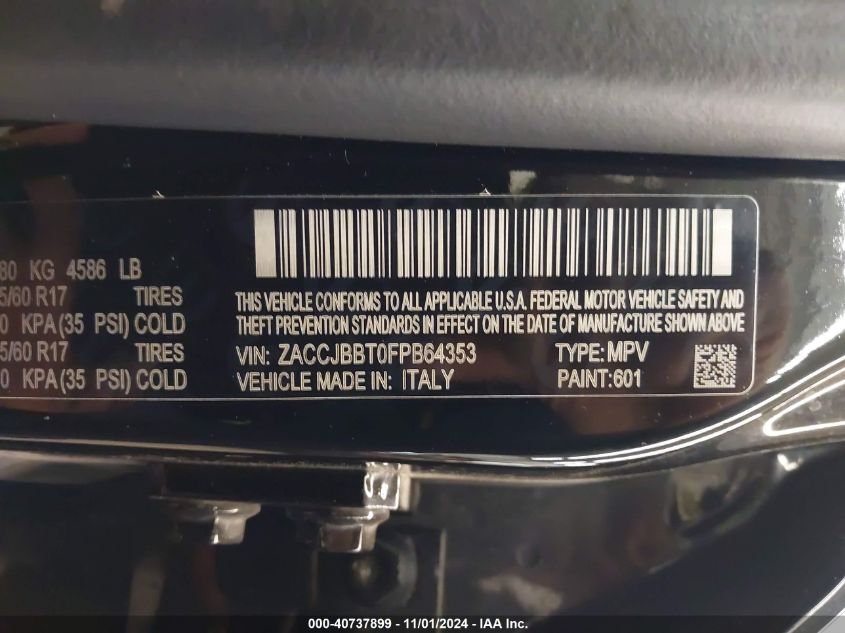 80 KG 4586 LB
5/60 R17 TIRES
0 KPA(35 PSI) COLD
5/60 R17 TIRES
0 KPA(35 PSI) COLD
THIS VEHICLE CONFORMS TO ALL APPLICABLE U.S.A. FEDERAL MOTOR VEHICLE SAFETY AND
THEFT PREVENTION STANDARDS IN EFFECT ON THE DATE OF MANUFACTURE SHOWN ABOVE
VIN: ZACCJBBT0FPB64353 TYPE:MPV
VEHICLE MADE IN: ITALY PAINT:601
000-40737899 - 11/01/2024 - IAA Inc.